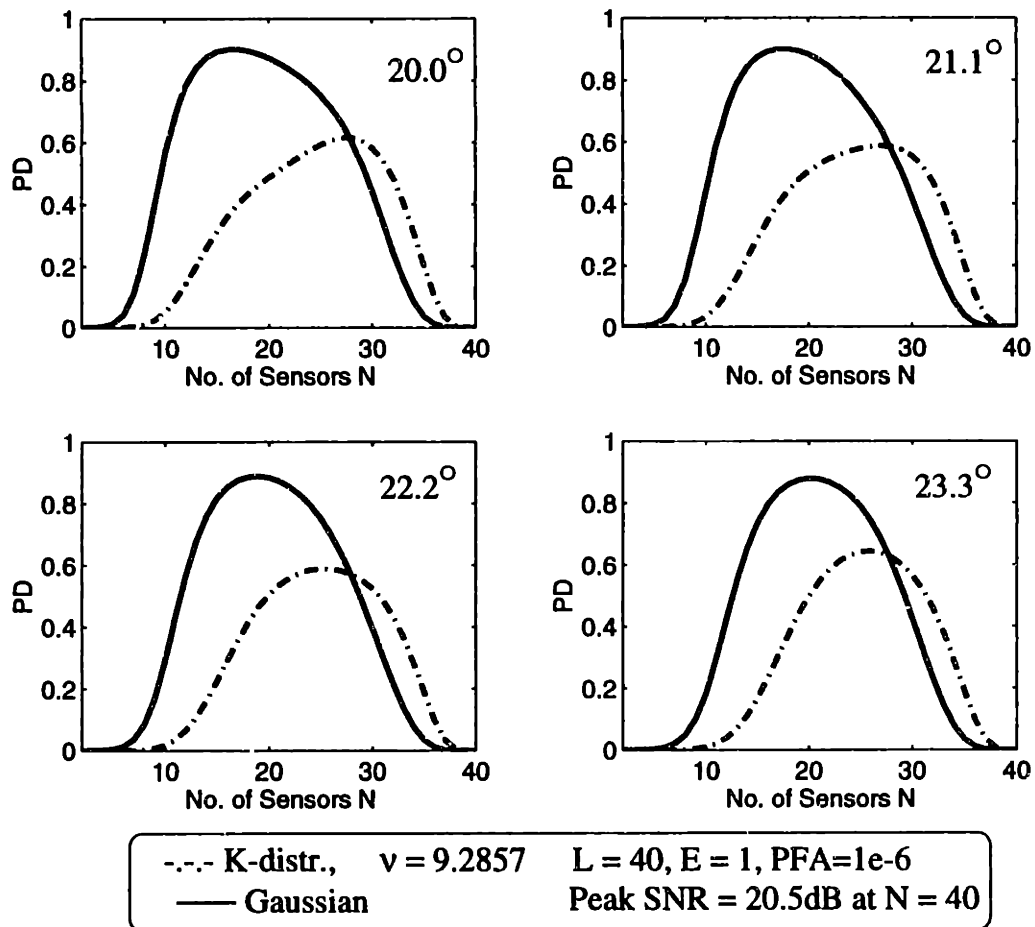 1
0.8
0.6
0.4
0.2
0
PD
20.0°
10 20 30 40
No. of Sensors N
1
0.8
0.6
0.4
0.2
0
PD
21.1°
10 20 30 40
No. of Sensors N
1
0.8
0.6
0.4
0.2
0
PD
22.2°
10 20 30 40
No. of Sensors N
1
0.8
0.6
0.4
0.2
0
PD
23.3°
10 20 30 40
No. of Sensors N
-.-.- K-distr., ν = 9.2857 L = 40, E = 1, PFA=1e-6
—— Gaussian Peak SNR = 20.5dB at N = 40